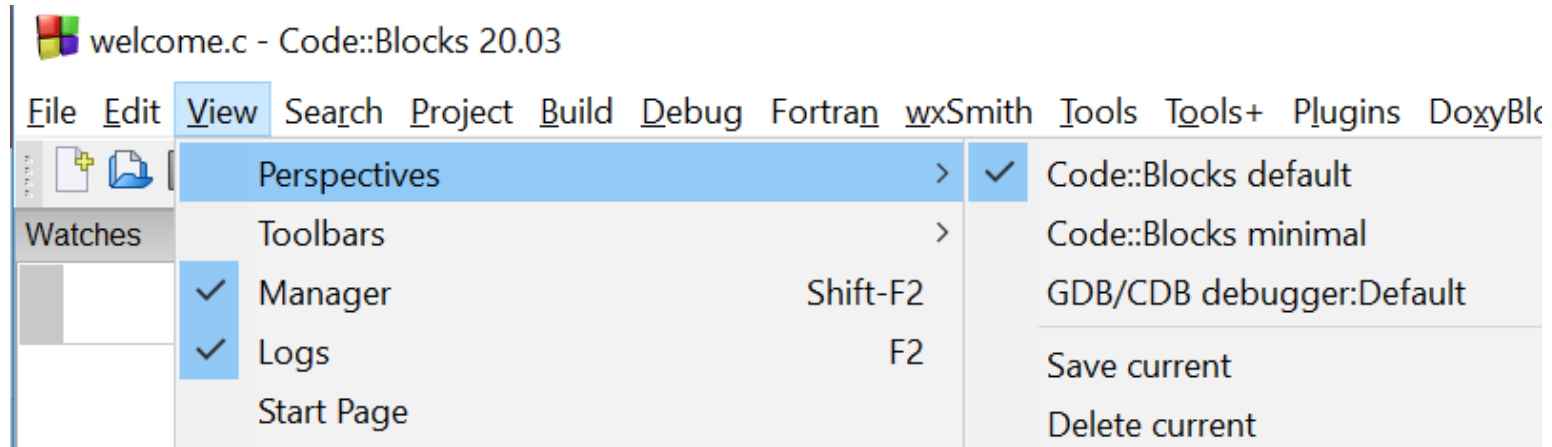 welcome.c - Code::Blocks 20.03
File Edit View Search Project Build Debug Fortran wxSmith Tools Tools+ Plugins DoxyBlo
Perspectives > Code::Blocks default
Watches Toolbars > Code::Blocks minimal
Manager Shift-F2 GDB/CDB debugger:Default
Logs F2 Save current
Start Page Delete current